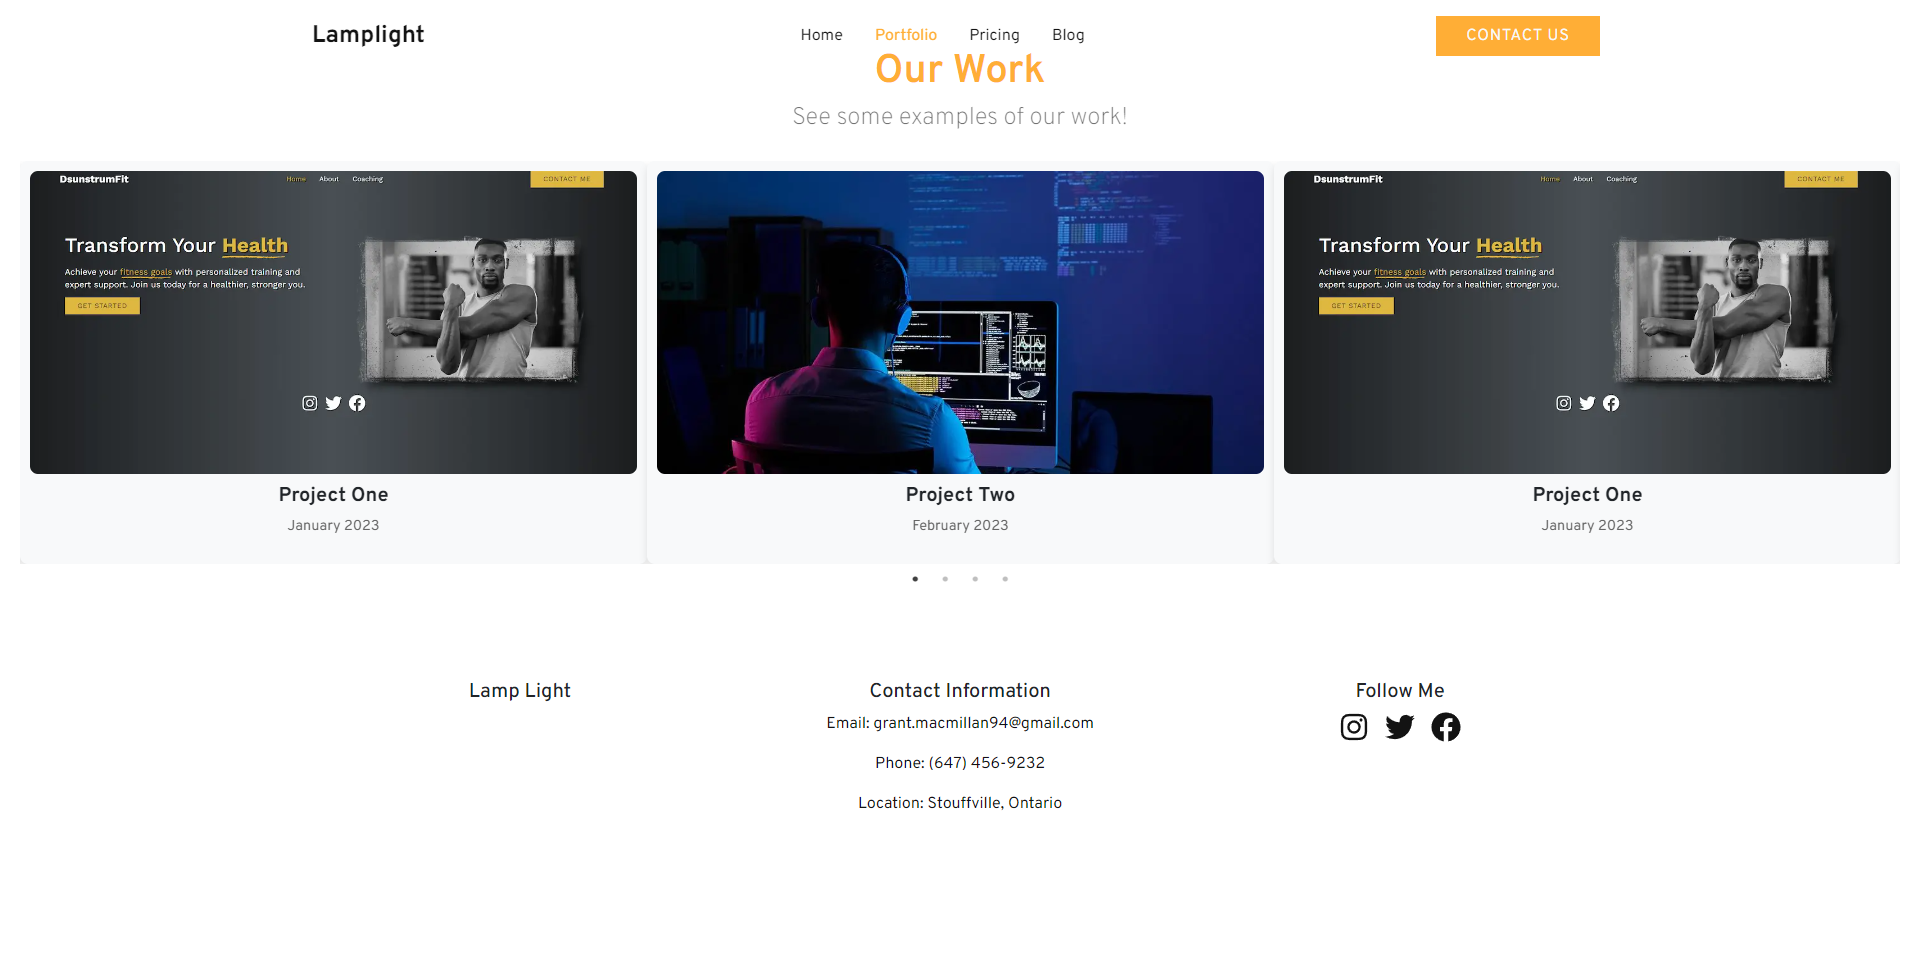 Lamplight
Home Portfolio Pricing Blog
CONTACT US
Our Work
See some examples of our work!
DsunstrumFit
Home About Coaching
CONTACT ME
Transform Your Health
Achieve your fitness goals with personalized training and
expert support. Join us today for a healthier, stronger you.
GET STARTED
Project One
January 2023
Project Two
February 2023
DsunstrumFit
Home About Coaching
CONTACT ME
Transform Your Health
Achieve your fitness goals with personalized training and
expert support. Join us today for a healthier, stronger you.
GET STARTED
Project One
January 2023
Lamp Light
Contact Information
Email: grant.macmillan94@gmail.com
Phone: (647) 456-9232
Location: Stouffville, Ontario
Follow Me